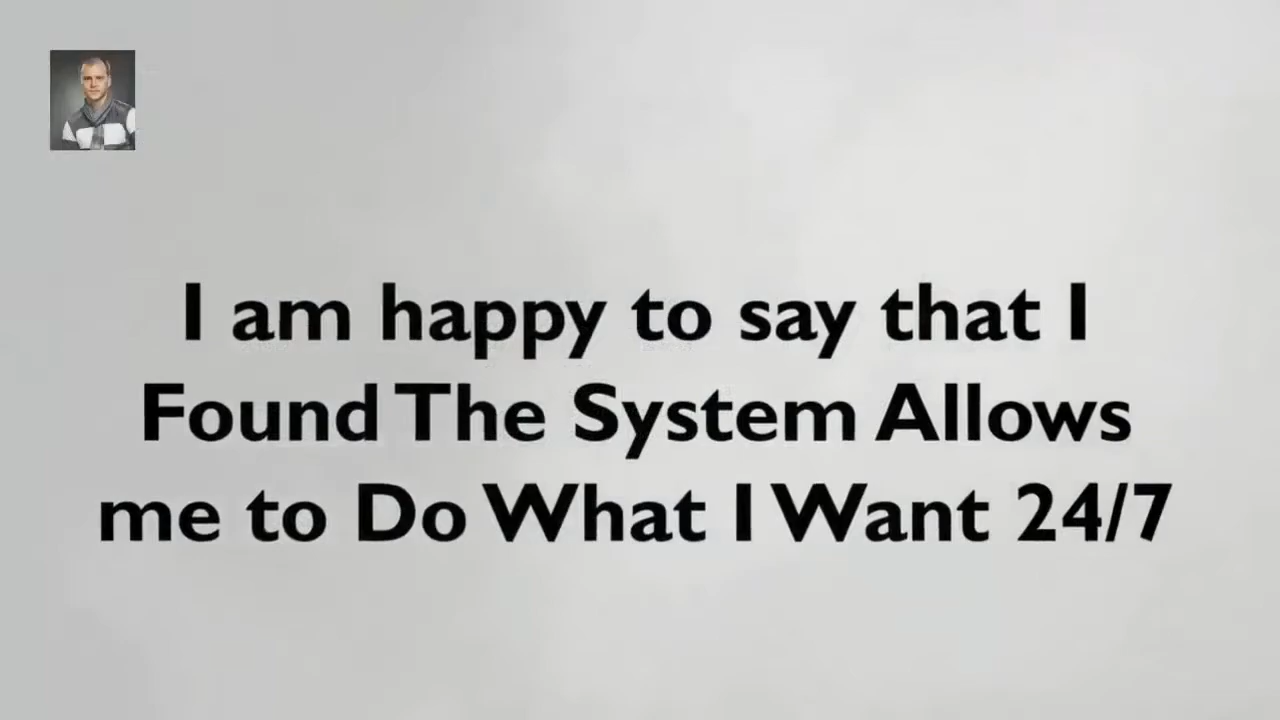 I am happy to say that I
Found The System Allows
me to Do What I Want 24/7